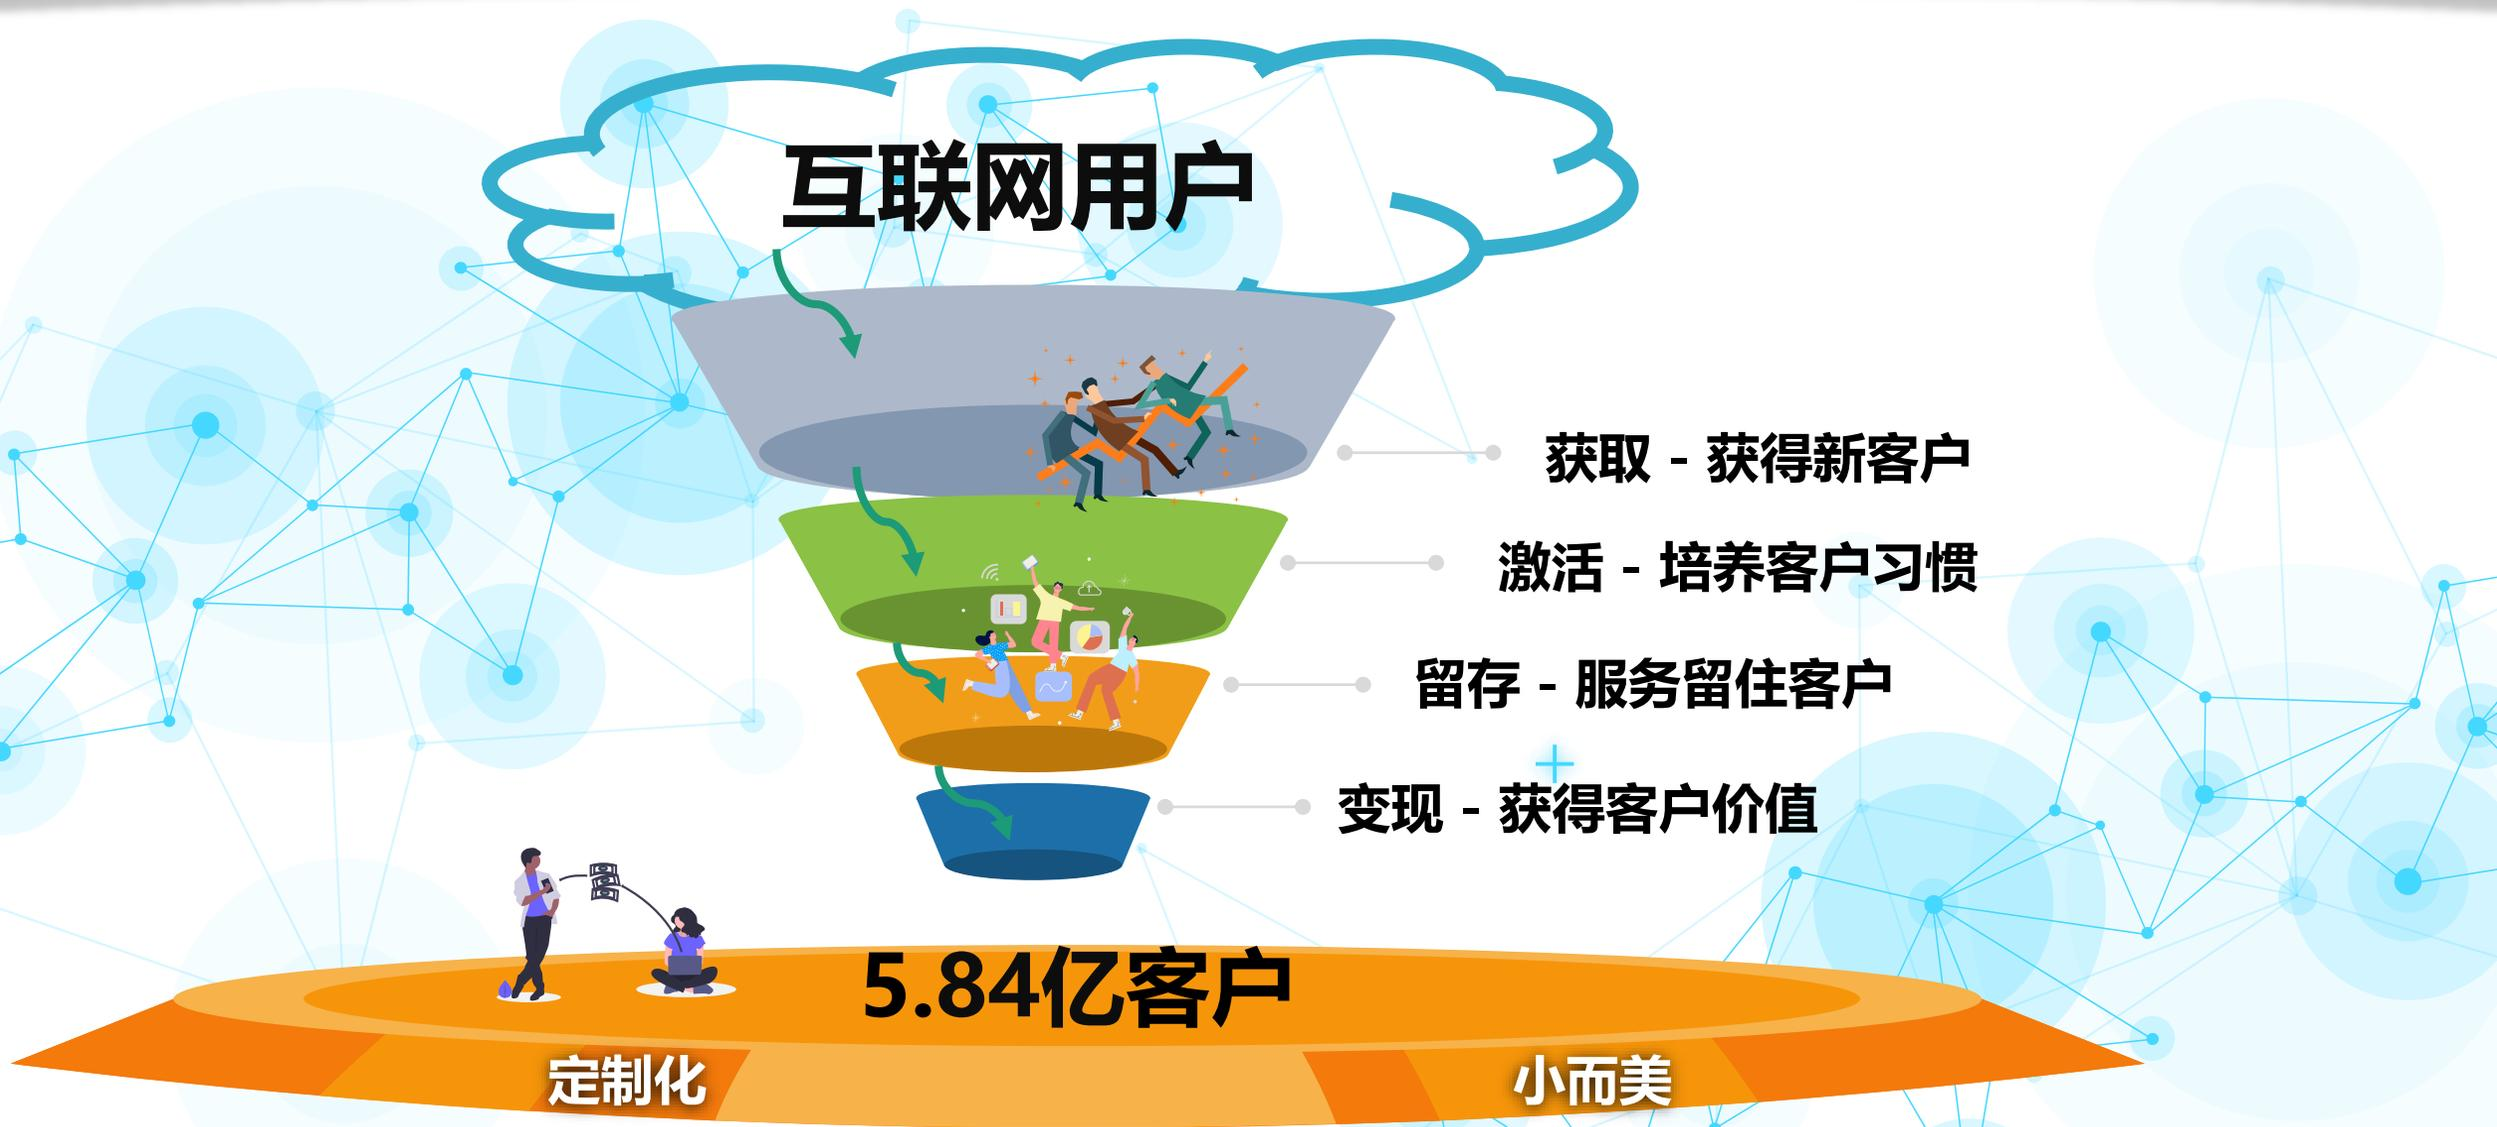 互联网用户
获取 - 获得新客户
激活 - 培养客户习惯
留存 - 服务留住客户
变现 - 获得客户价值
5.84亿客户
定制化
小而美